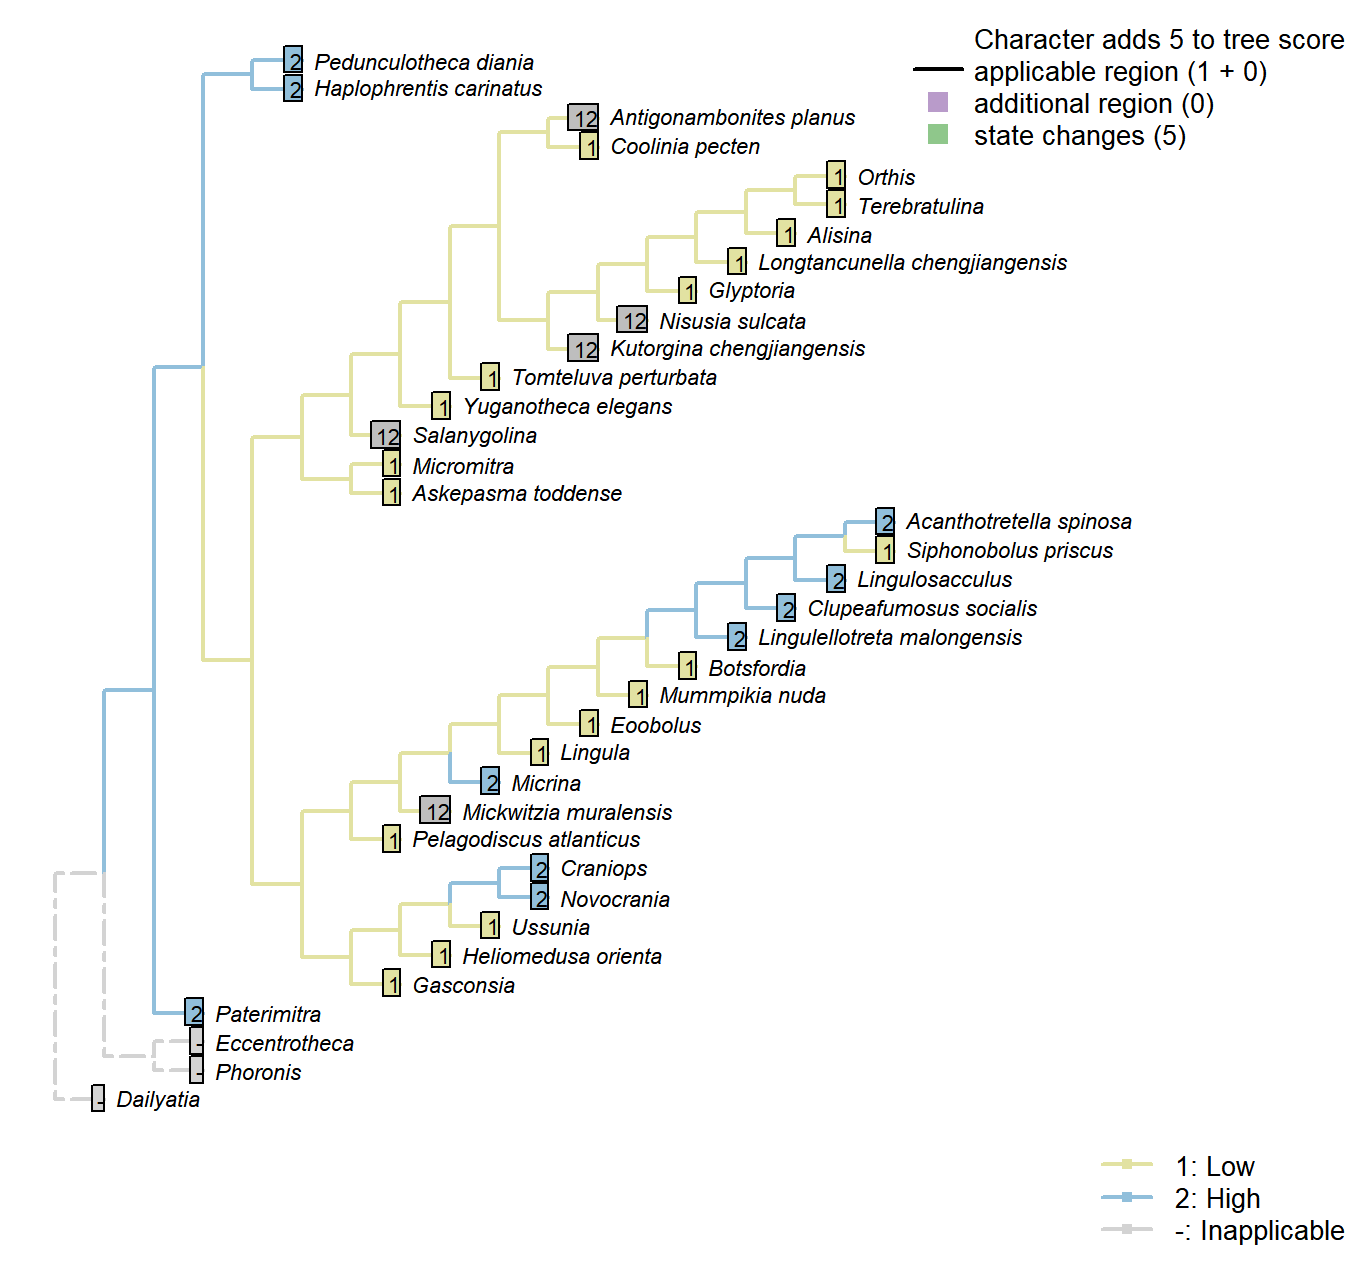 Character adds 5 to tree score
applicable region (1 + 0)
additional region (0)
state changes (5)
2 Pedunculotheca diania
2 Haplophrentis carinatus
12 Antigonambonites planus
1 Coolinia pecten
1 Orthis
1 Terebratulina
1 Alisina
1 Longtancunella chengjiangensis
1 Glyptoria
12 Nisusia sulcata
12 Kutorgina chengjiangensis
1 Tomteluva perturbata
1 Yuganotheca elegans
12 Salanygolina
1 Micromitra
1 Askepasma toddense
2 Acanthotretella spinosa
1 Siphonobolus priscus
2 Lingulosacculus
2 Clupeafumosus socialis
2 Lingulellotreta malongensis
1 Botsfordia
1 Mummpikia nuda
1 Eoobolus
1 Lingula
2 Micrina
12 Mickwitzia muralensis
1 Pelagodiscus atlanticus
2 Craniops
2 Novocrania
1 Ussunia
1 Heliomedusa orienta
1 Gasconsia
2 Paterimitra
- Eccentrotheca
- Phoronis
- Dailyatia
1: Low
2: High
-: Inapplicable